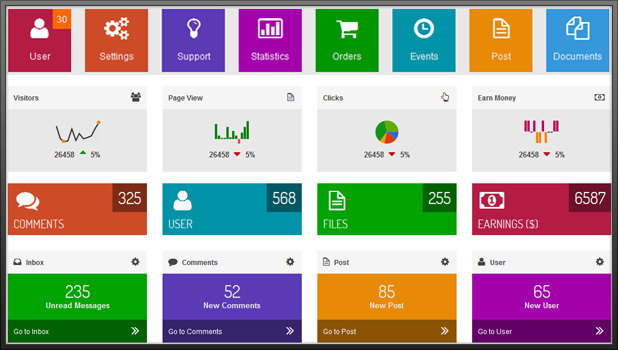 30
User
Settings
Support
Statistics
Orders
Events
Post
Documents
Visitors
Page View
Clicks
Earn Money
26458 5%
26458 5%
26458 5%
26458 5%
325
COMMENTS
568
USER
255
FILES
6587
EARNINGS ($)
Inbox
Comments
Post
User
235
Unread Messages
Go to Inbox
52
New Comments
Go to Comments
85
New Post
Go to Post
65
New User
Go to User